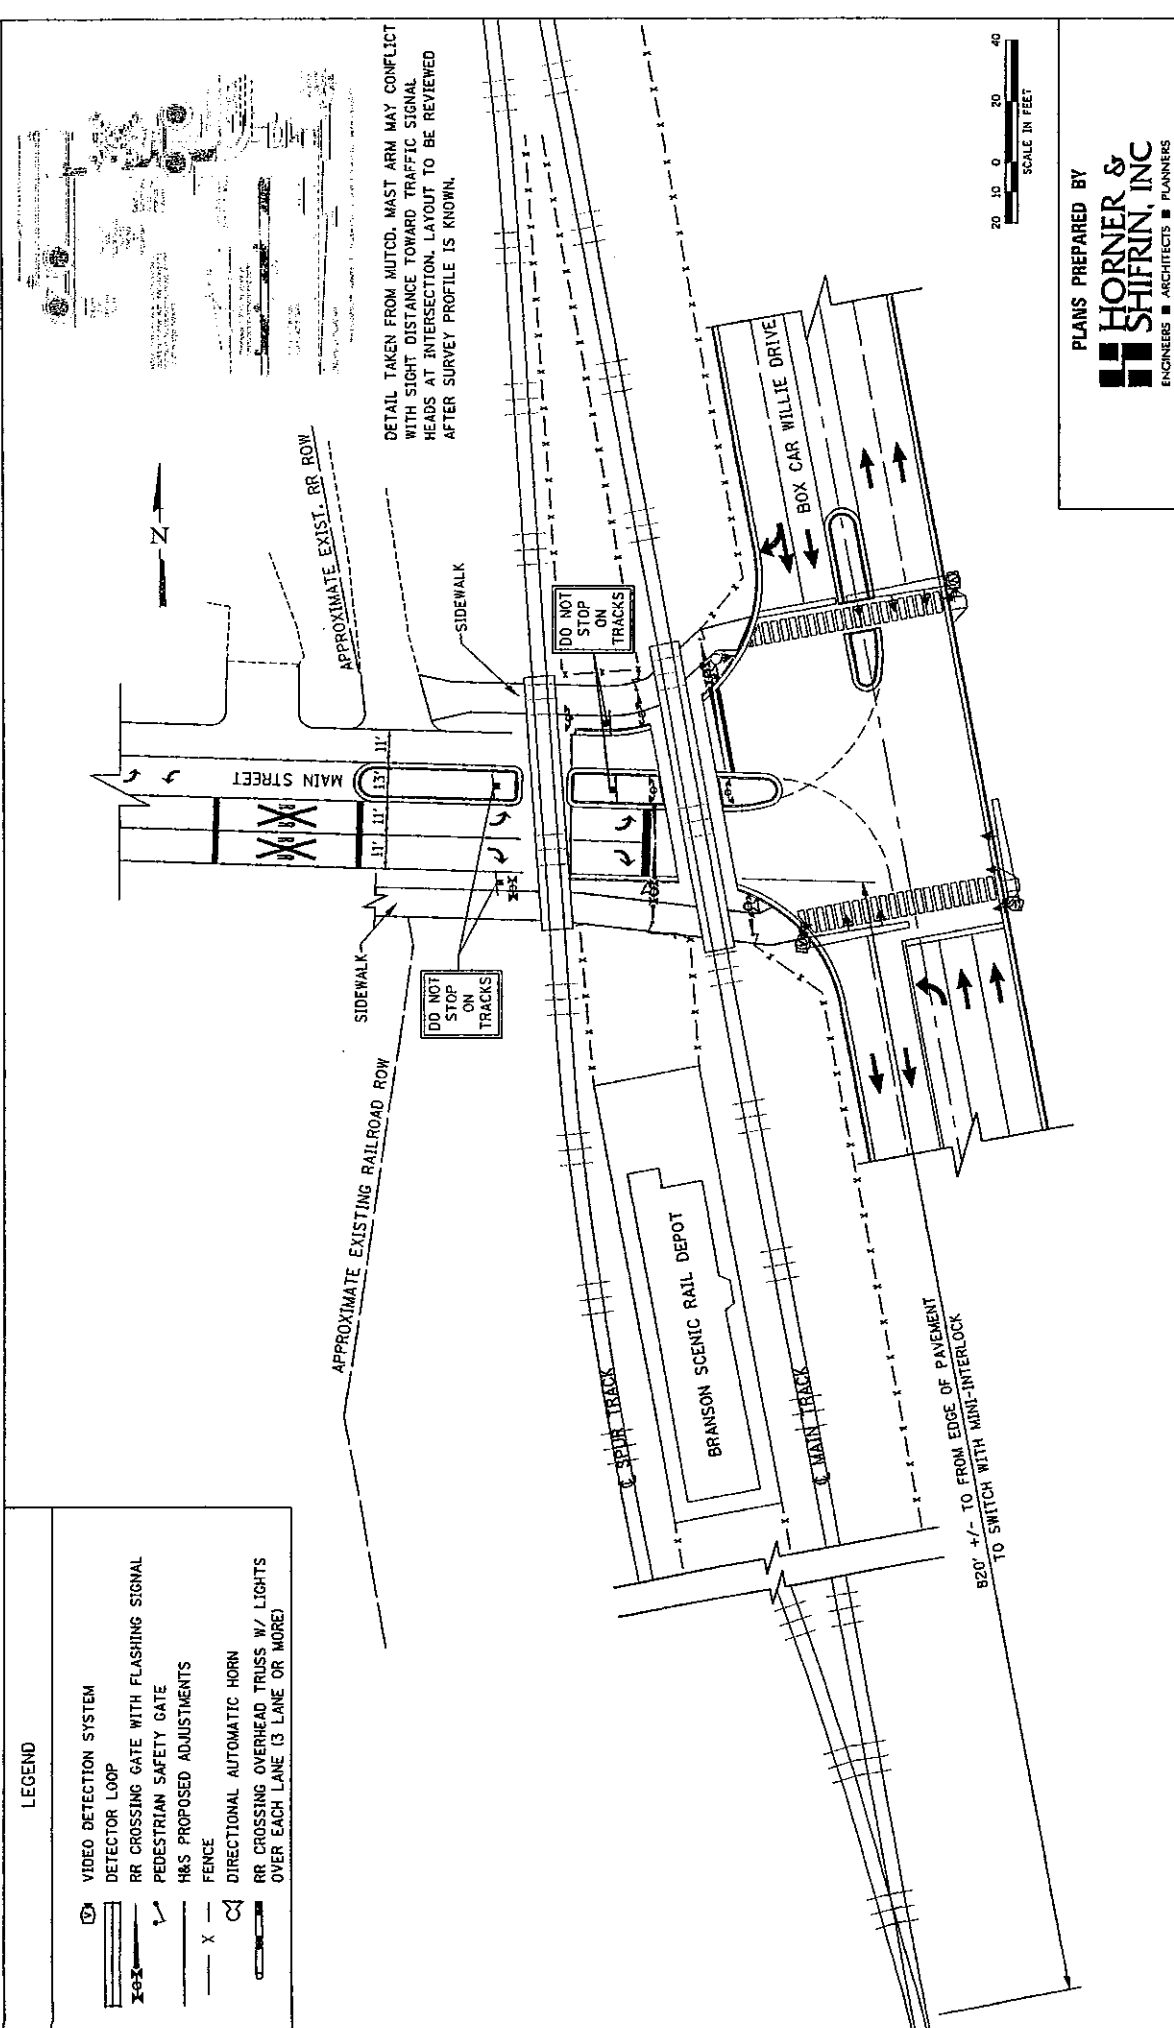 LEGEND
VIDEO DETECTION SYSTEM
DETECTOR LOOP
RR CROSSING GATE WITH FLASHING SIGNAL
PEDESTRIAN SAFETY GATE
H&S PROPOSED ADJUSTMENTS
— X — FENCE
DIRECTIONAL AUTOMATIC HORN
RR CROSSING OVERHEAD TRUSS W/ LIGHTS
OVER EACH LANE (3 LANE OR MORE)
V
DETAIL TAKEN FROM MUTCD. MAST ARM MAY CONFLICT
WITH SIGHT DISTANCE TOWARD TRAFFIC SIGNAL
HEADS AT INTERSECTION. LAYOUT TO BE REVIEWED
AFTER SURVEY PROFILE IS KNOWN.
N
APPROXIMATE EXIST. RR ROW
SIDEWALK
MAIN STREET
11'
13'
11'
11'
R R
R R
SIDEWALK
DO NOT
STOP
ON
TRACKS
DO NOT
STOP
ON
TRACKS
APPROXIMATE EXISTING RAILROAD ROW
BOX CAR WILLIE DRIVE
℄ SPUR TRACK
BRANSON SCENIC RAIL DEPOT
℄ MAIN TRACK
820' +/- TO FROM EDGE OF PAVEMENT
TO SWITCH WITH MINI-INTERLOCK
20 10 0 20 40
SCALE IN FEET
PLANS PREPARED BY
HORNER &
SHIFRIN, INC
ENGINEERS ■ ARCHITECTS ■ PLANNERS